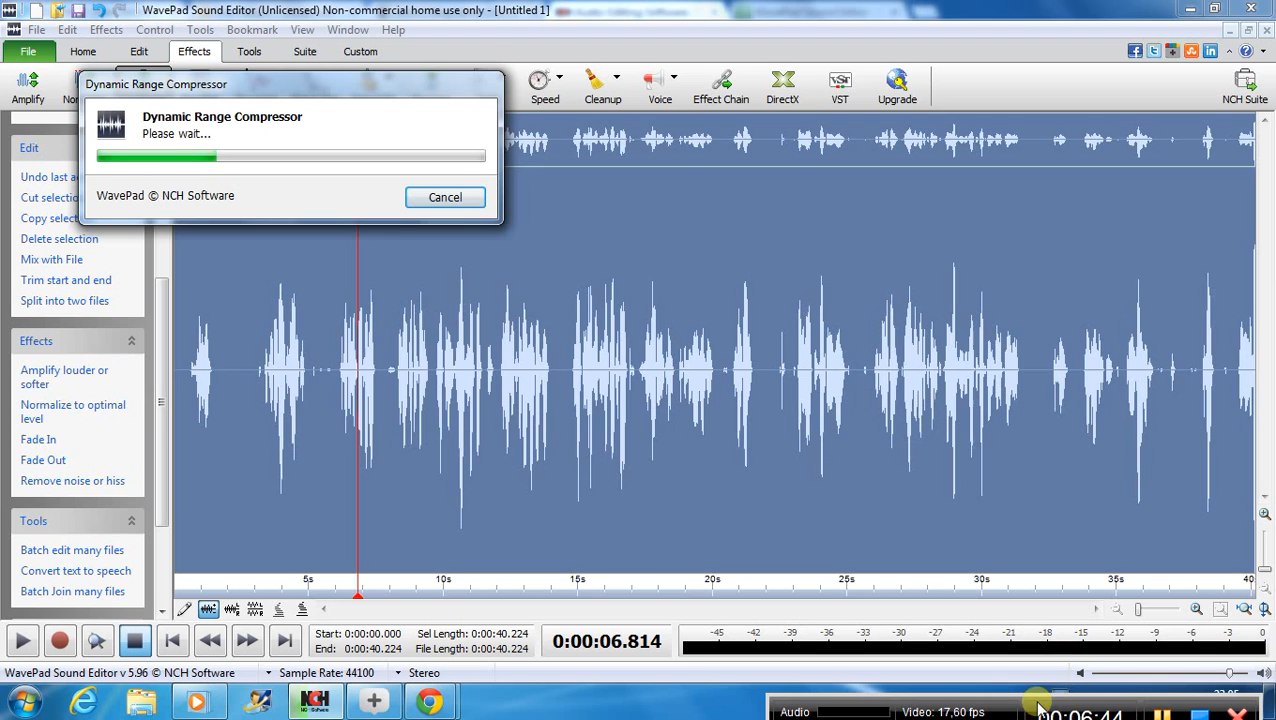 WavePad Sound Editor (Unlicensed) Non-commercial home use only - [Untitled 1]
File Edit Effects Control Tools Bookmark View Window Help
File Home Edit Effects Tools Suite Custom
Amplify Speed Cleanup Voice Effect Chain DirectX VST Upgrade NCH Suite
Dynamic Range Compressor
Dynamic Range Compressor
Please wait...
WavePad © NCH Software
Cancel
Edit
Undo last
Cut selection
Copy
Delete selection
Mix with File
Trim start and end
Split into two files
Effects
Amplify louder or
softer
Normalize to optimal
level
Fade In
Fade Out
Remove noise or hiss
Tools
Batch edit many files
Convert text to speech
Batch Join many files
5s 10s 15s 20s 25s 30s 35s 40
Start: 0:00:00.000 Sel Length: 0:00:40.224
End: 0:00:40.224 File Length: 0:00:40.224
0:00:06.814
-45 -42 -39 -36 -33 -30 -27 -24 -21 -18 -15 -12 -9 -6 -3 0
WavePad Sound Editor v 5.96 © NCH Software Sample Rate: 44100 Stereo
NCH
Audio Video: 17,60 fps 00:06:44